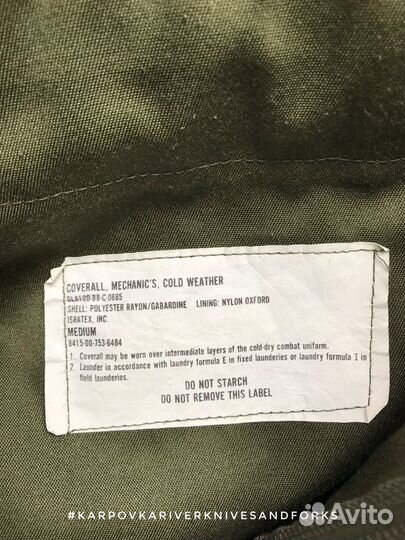 COVERALL, MECHANIC'S, COLD WEATHER
DLA100-88-C-0685
SHELL: POLYESTER RAYON/GABARDINE LINING: NYLON OXFORD
ISRATEX, INC.
MEDIUM
8415-00-753-6484
1. Coverall may be worn over intermediate layers of the cold-dry combat uniform.
2. Launder in accordance with laundry formula E in fixed launderies or laundry formula I in
field launderies.
DO NOT STARCH
DO NOT REMOVE THIS LABEL
#KARPOVKARIVERKNIVESANDFORKS
Avito